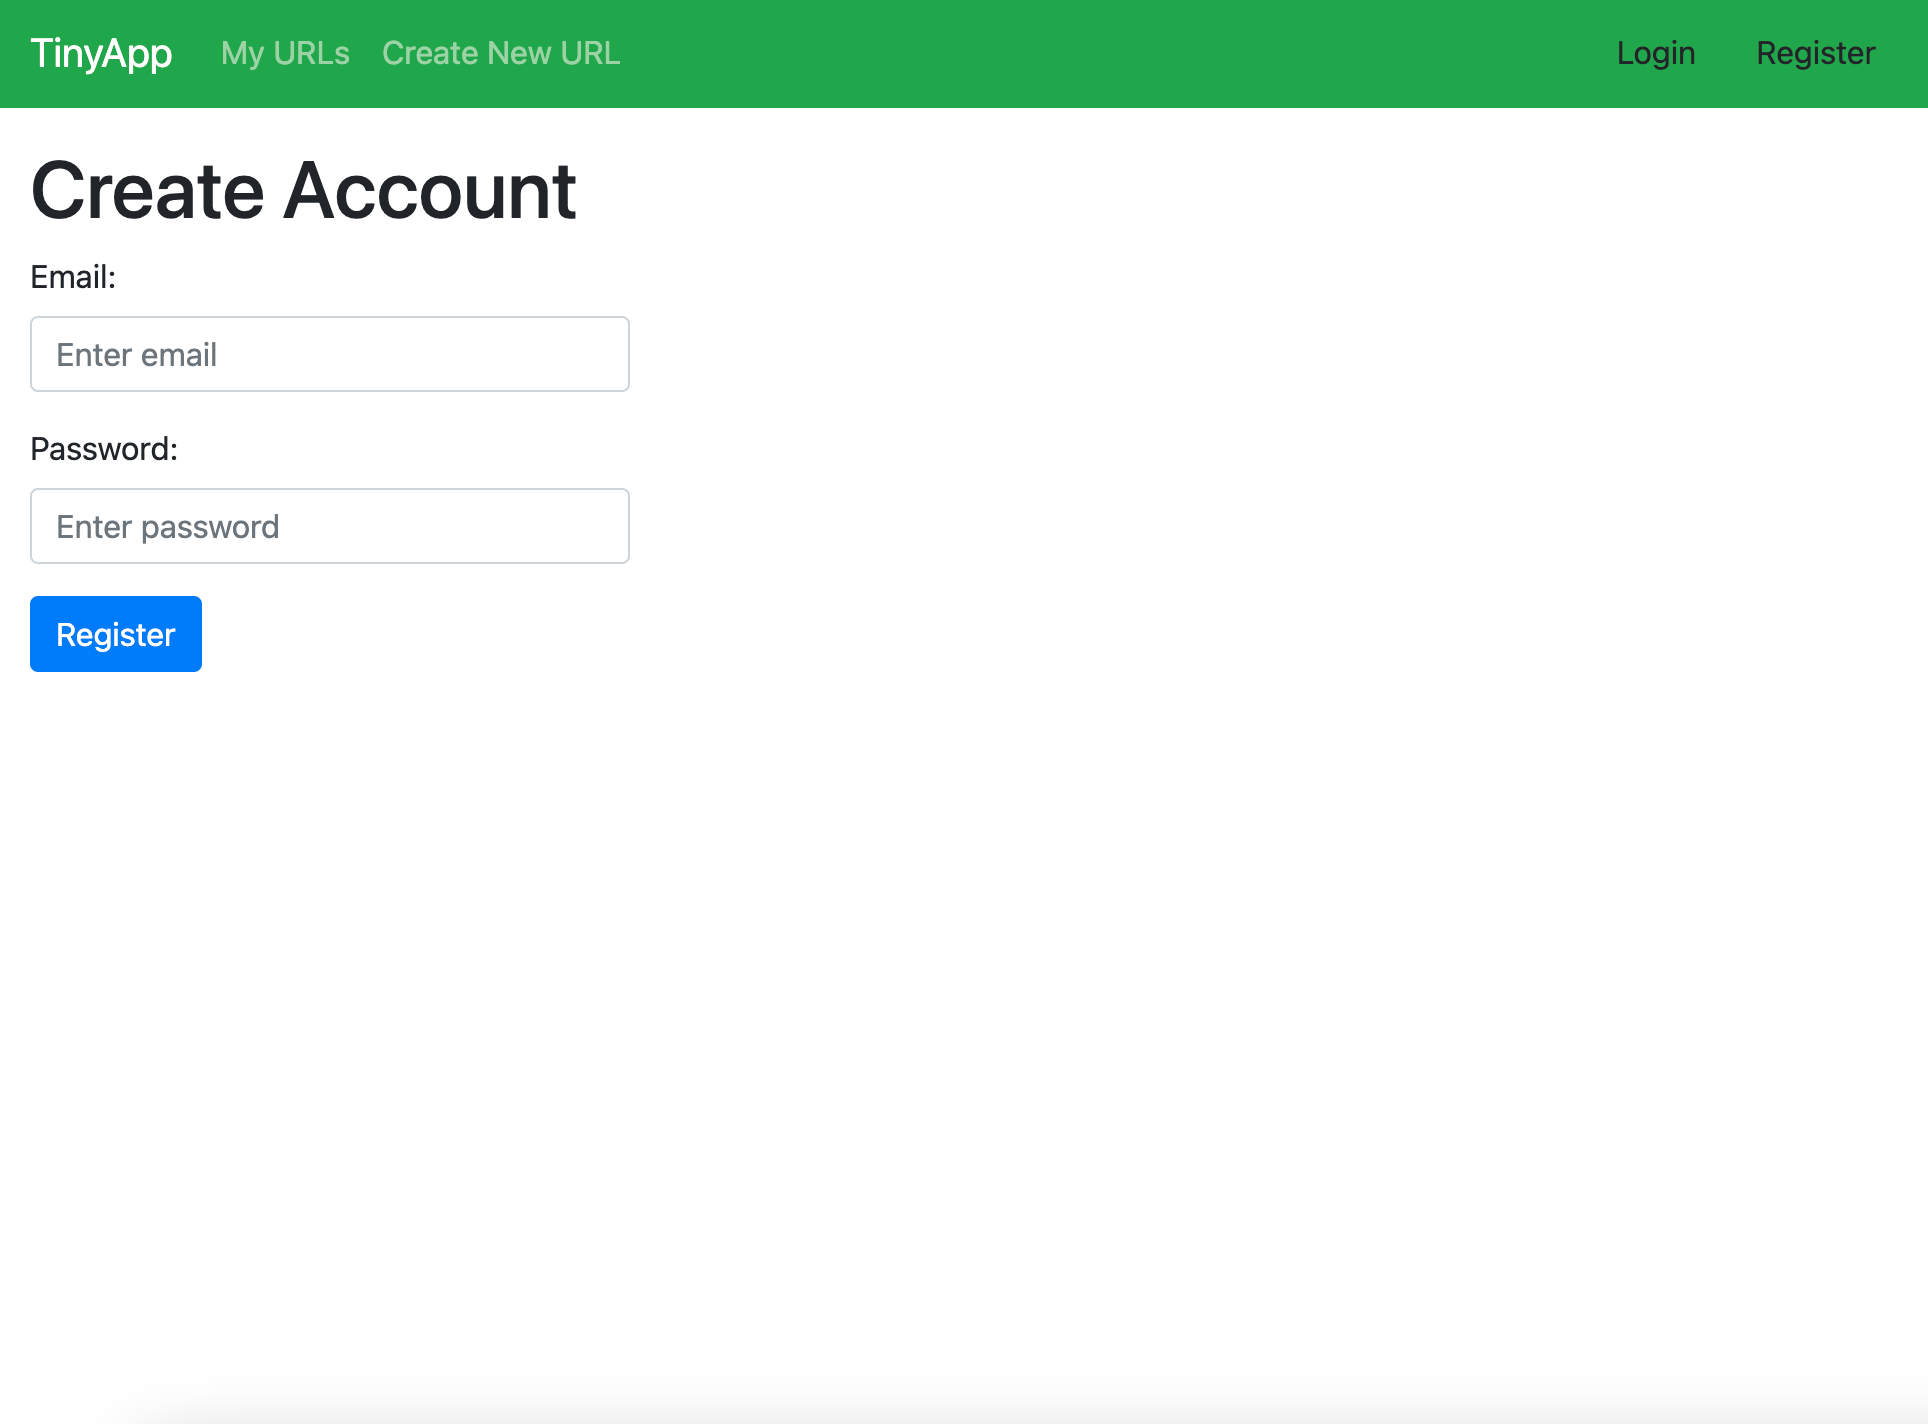 TinyApp My URLs Create New URL Login Register
Create Account
Email:
Enter email
Password:
Enter password
Register